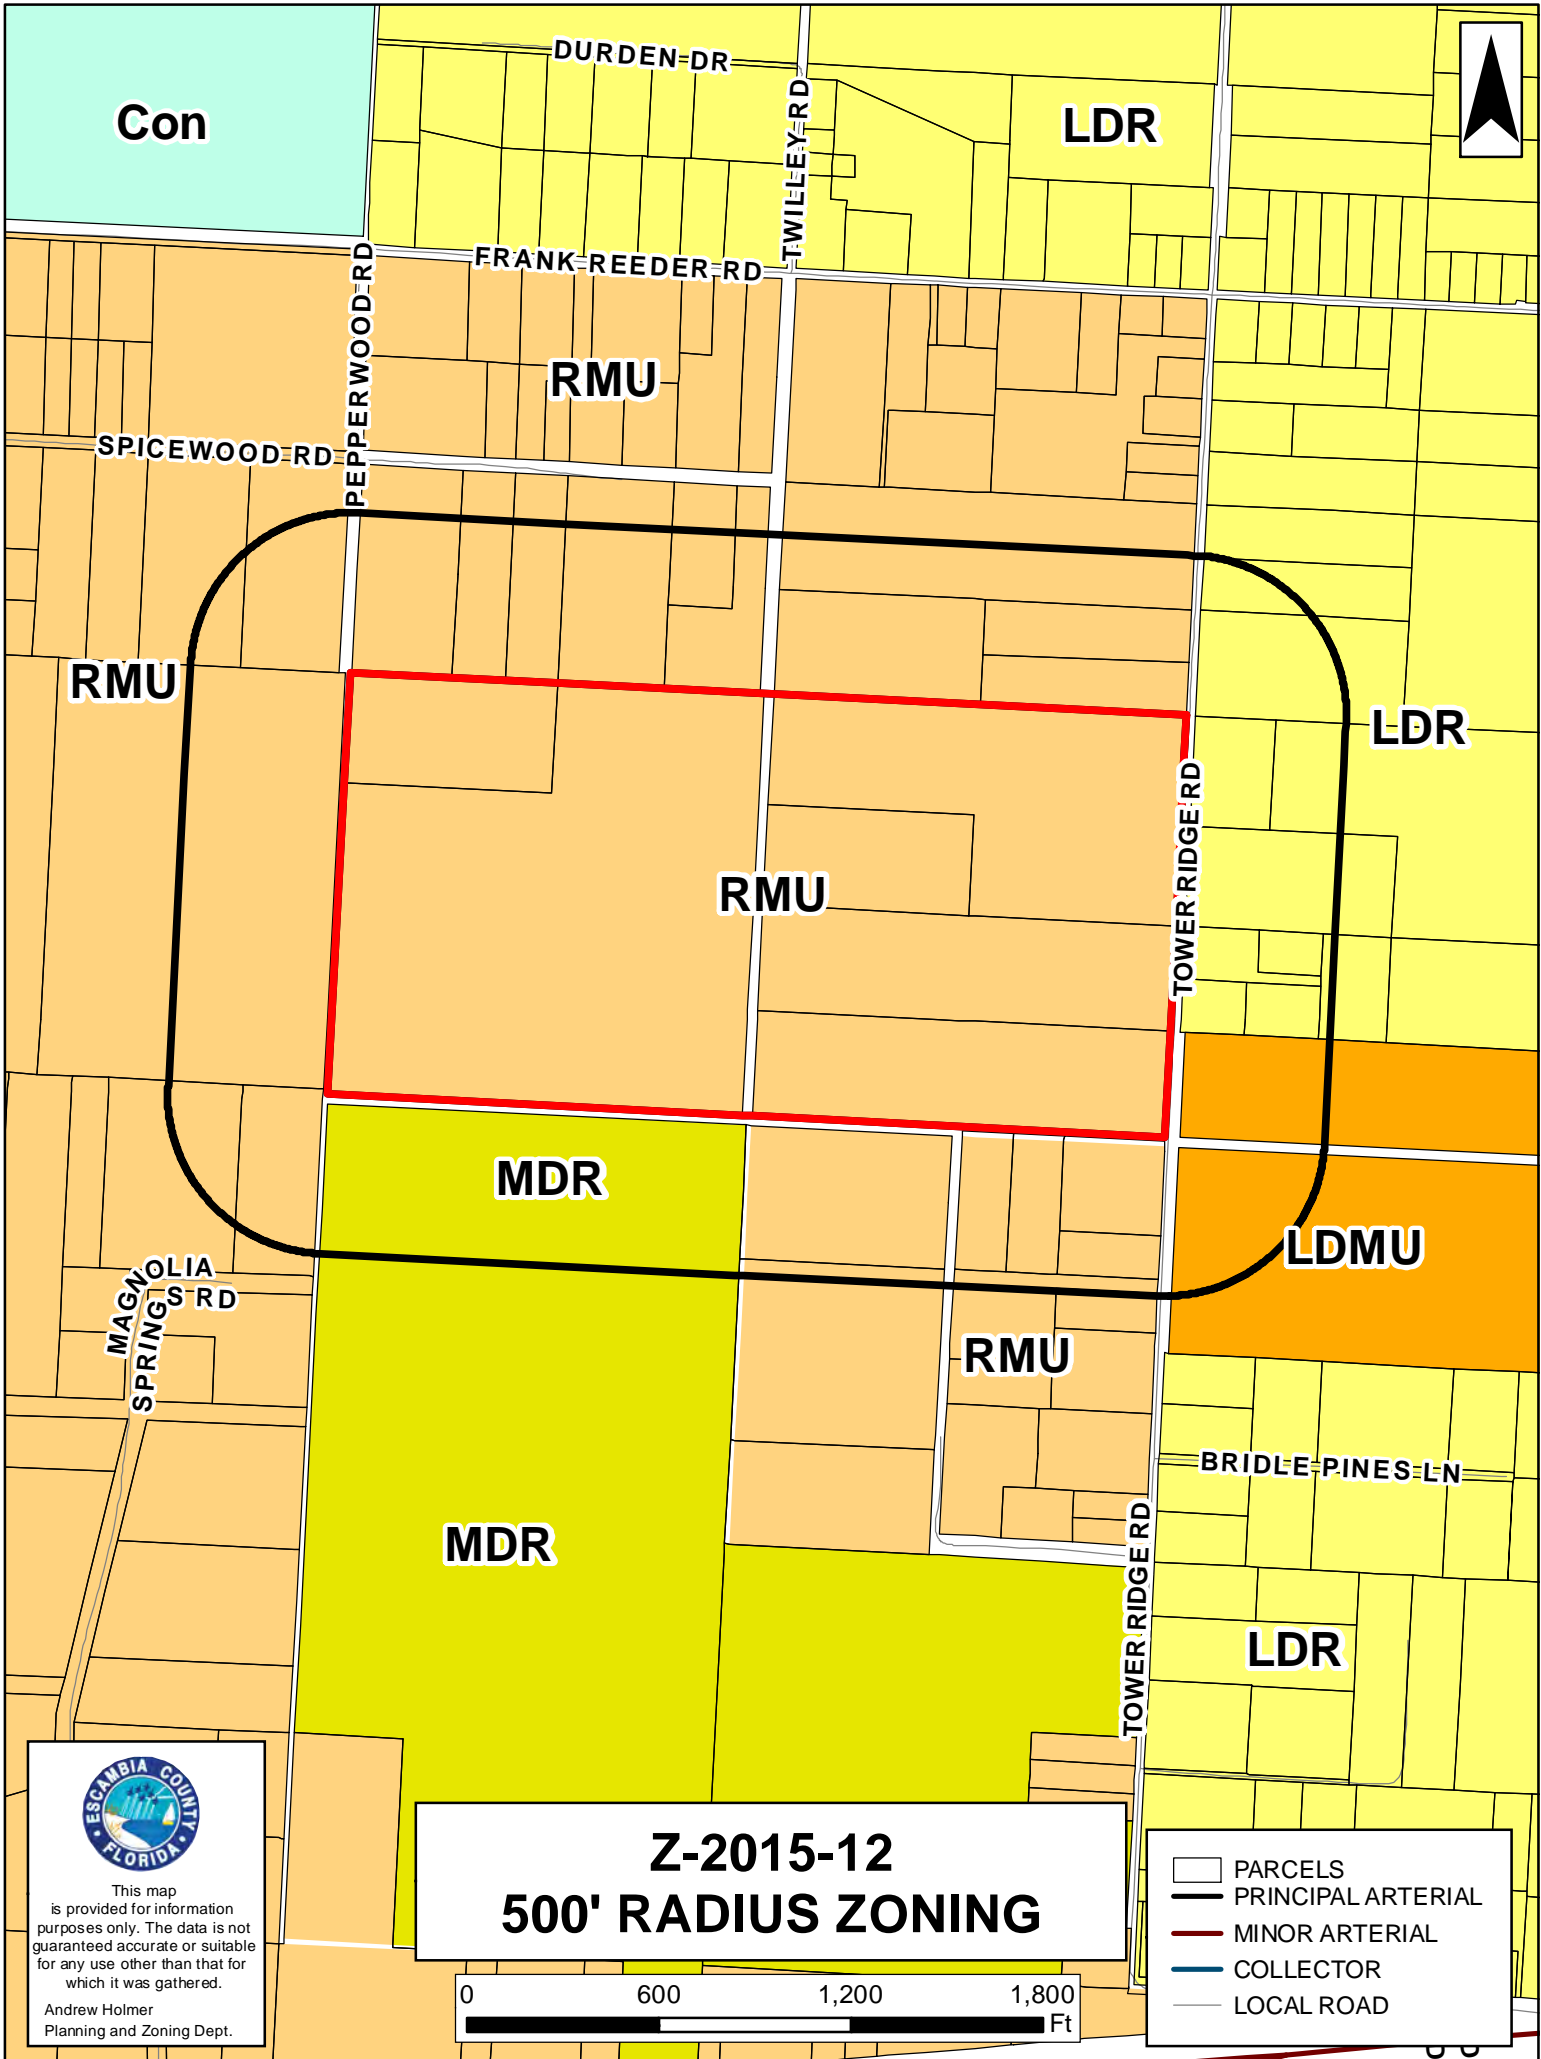 DURDEN DR
Con
TWILLEY RD
LDR
FRANK REEDER RD
PEPPERWOOD RD
RMU
SPICEWOOD RD
RMU
LDR
TOWER RIDGE RD
RMU
MDR
LDMU
MAGNOLIA
SPRINGS RD
RMU
BRIDLE PINES LN
MDR
TOWER RIDGE RD
LDR
ESCAMBIA COUNTY
FLORIDA
This map
is provided for information
purposes only. The data is not
guaranteed accurate or suitable
for any use other than that for
which it was gathered.
Andrew Holmer
Planning and Zoning Dept.
Z-2015-12
500' RADIUS ZONING
0 600 1,200 1,800
Ft
PARCELS
PRINCIPAL ARTERIAL
MINOR ARTERIAL
COLLECTOR
LOCAL ROAD